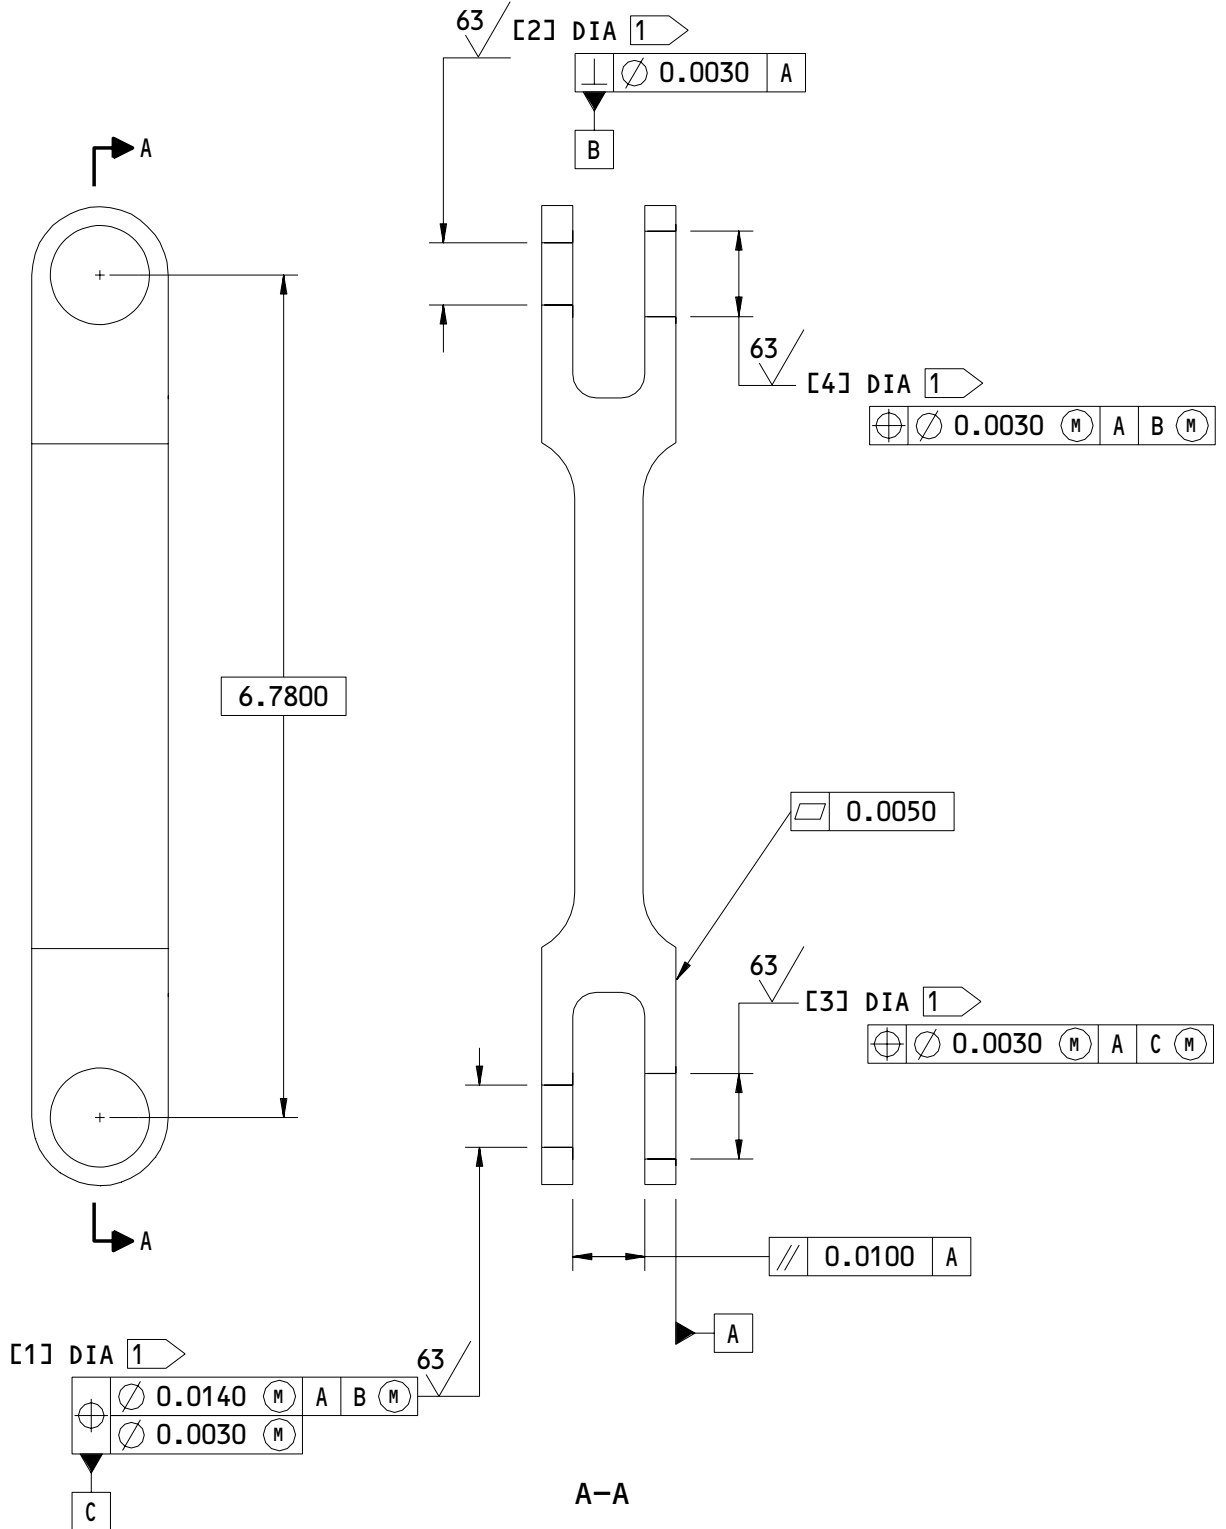 63 [2] DIA 1
⊥ ∅ 0.0030 A
B
A
63
[4] DIA 1
⌖ ∅ 0.0030 Ⓜ A B Ⓜ
6.7800
⏥ 0.0050
63
[3] DIA 1
⌖ ∅ 0.0030 Ⓜ A C Ⓜ
A
// 0.0100 A
A
[1] DIA 1
63
⌖ ∅ 0.0140 Ⓜ A B Ⓜ
∅ 0.0030 Ⓜ
C
A–A